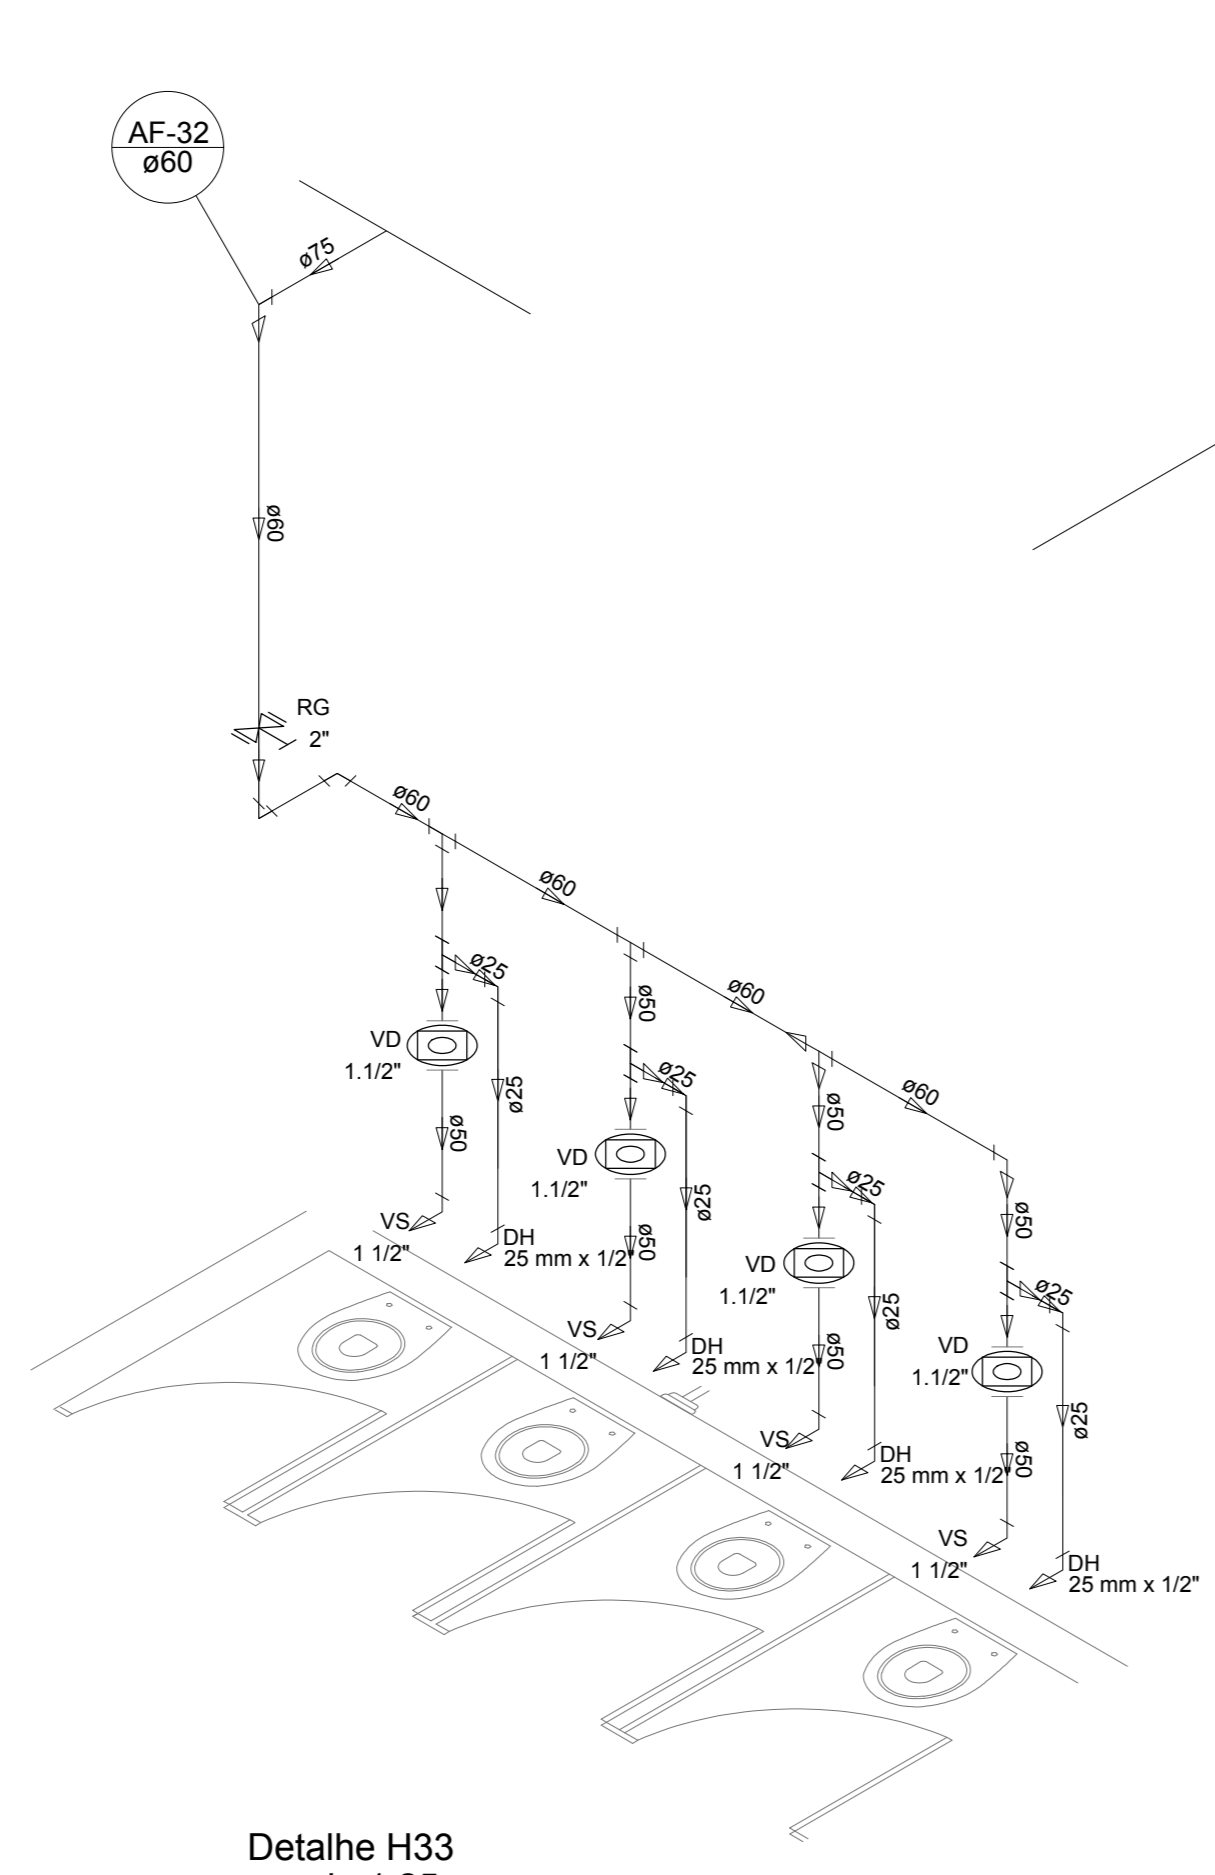 AF-32
ø60
ø75
ø60
RG
2"
ø60
ø60
ø60
ø60
ø25
VD
1.1/2"
ø25
ø50
VS
1 1/2"
DH
25 mm x 1/2"
ø50
ø25
VD
1.1/2"
ø25
ø50
VS
1 1/2"
DH
25 mm x 1/2"
ø50
ø25
VD
1.1/2"
ø25
ø50
VS
1 1/2"
DH
25 mm x 1/2"
ø50
ø25
VD
1.1/2"
ø25
ø50
VS
1 1/2"
DH
25 mm x 1/2"
Detalhe H33